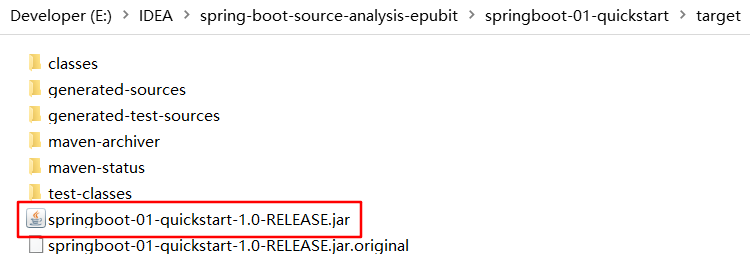 Developer (E:) > IDEA > spring-boot-source-analysis-epubit > springboot-01-quickstart > target
classes
generated-sources
generated-test-sources
maven-archiver
maven-status
test-classes
springboot-01-quickstart-1.0-RELEASE.jar
springboot-01-quickstart-1.0-RELEASE.jar.original